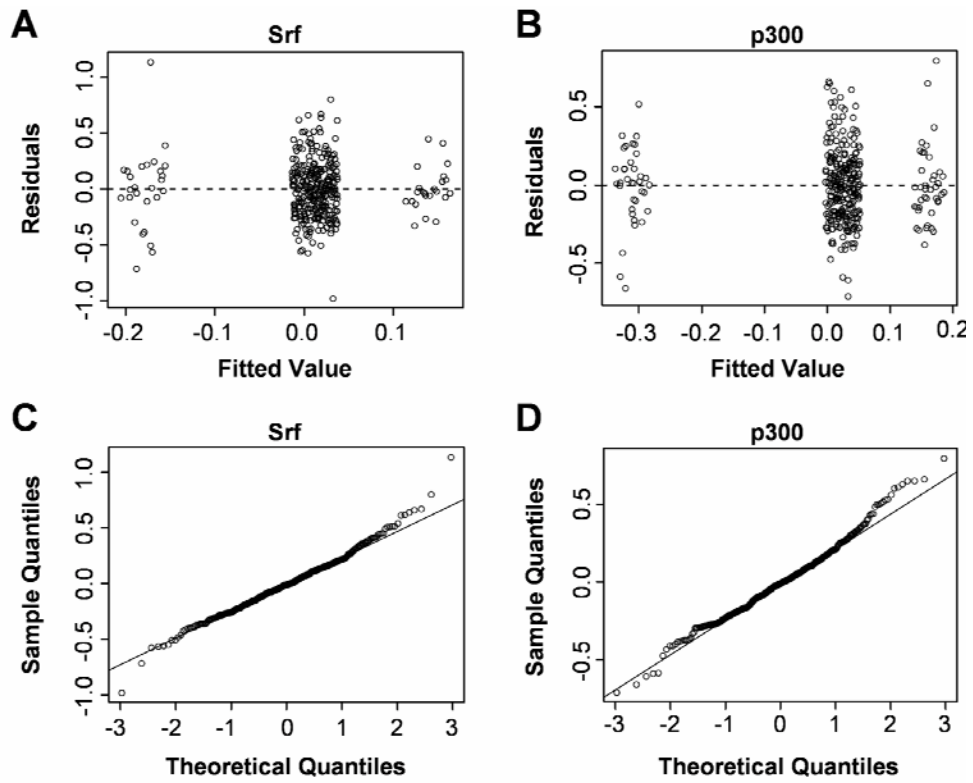 A
Srf
Residuals
1.0
0.5
0.0
-0.5
-1.0
-0.2 -0.1 0.0 0.1
Fitted Value
B
p300
Residuals
0.5
0.0
-0.5
-0.3 -0.2 -0.1 0.0 0.1 0.2
Fitted Value
C
Srf
Sample Quantiles
1.0
0.5
0.0
-0.5
-1.0
-3 -2 -1 0 1 2 3
Theoretical Quantiles
D
p300
Sample Quantiles
0.5
0.0
-0.5
-3 -2 -1 0 1 2 3
Theoretical Quantiles